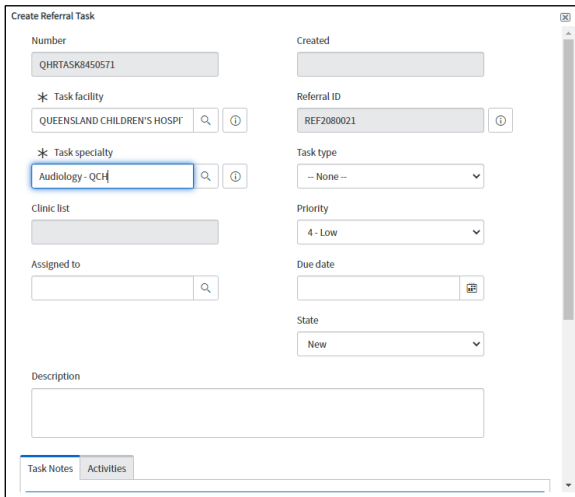 Create Referral Task
Number
QHRTASK8450571
Created
✳ Task facility
QUEENSLAND CHILDREN'S HOSPIT
Referral ID
REF2080021
✳ Task specialty
Audiology - QCH
Task type
-- None --
Clinic list
Priority
4 - Low
Assigned to
Due date
State
New
Description
Task Notes
Activities